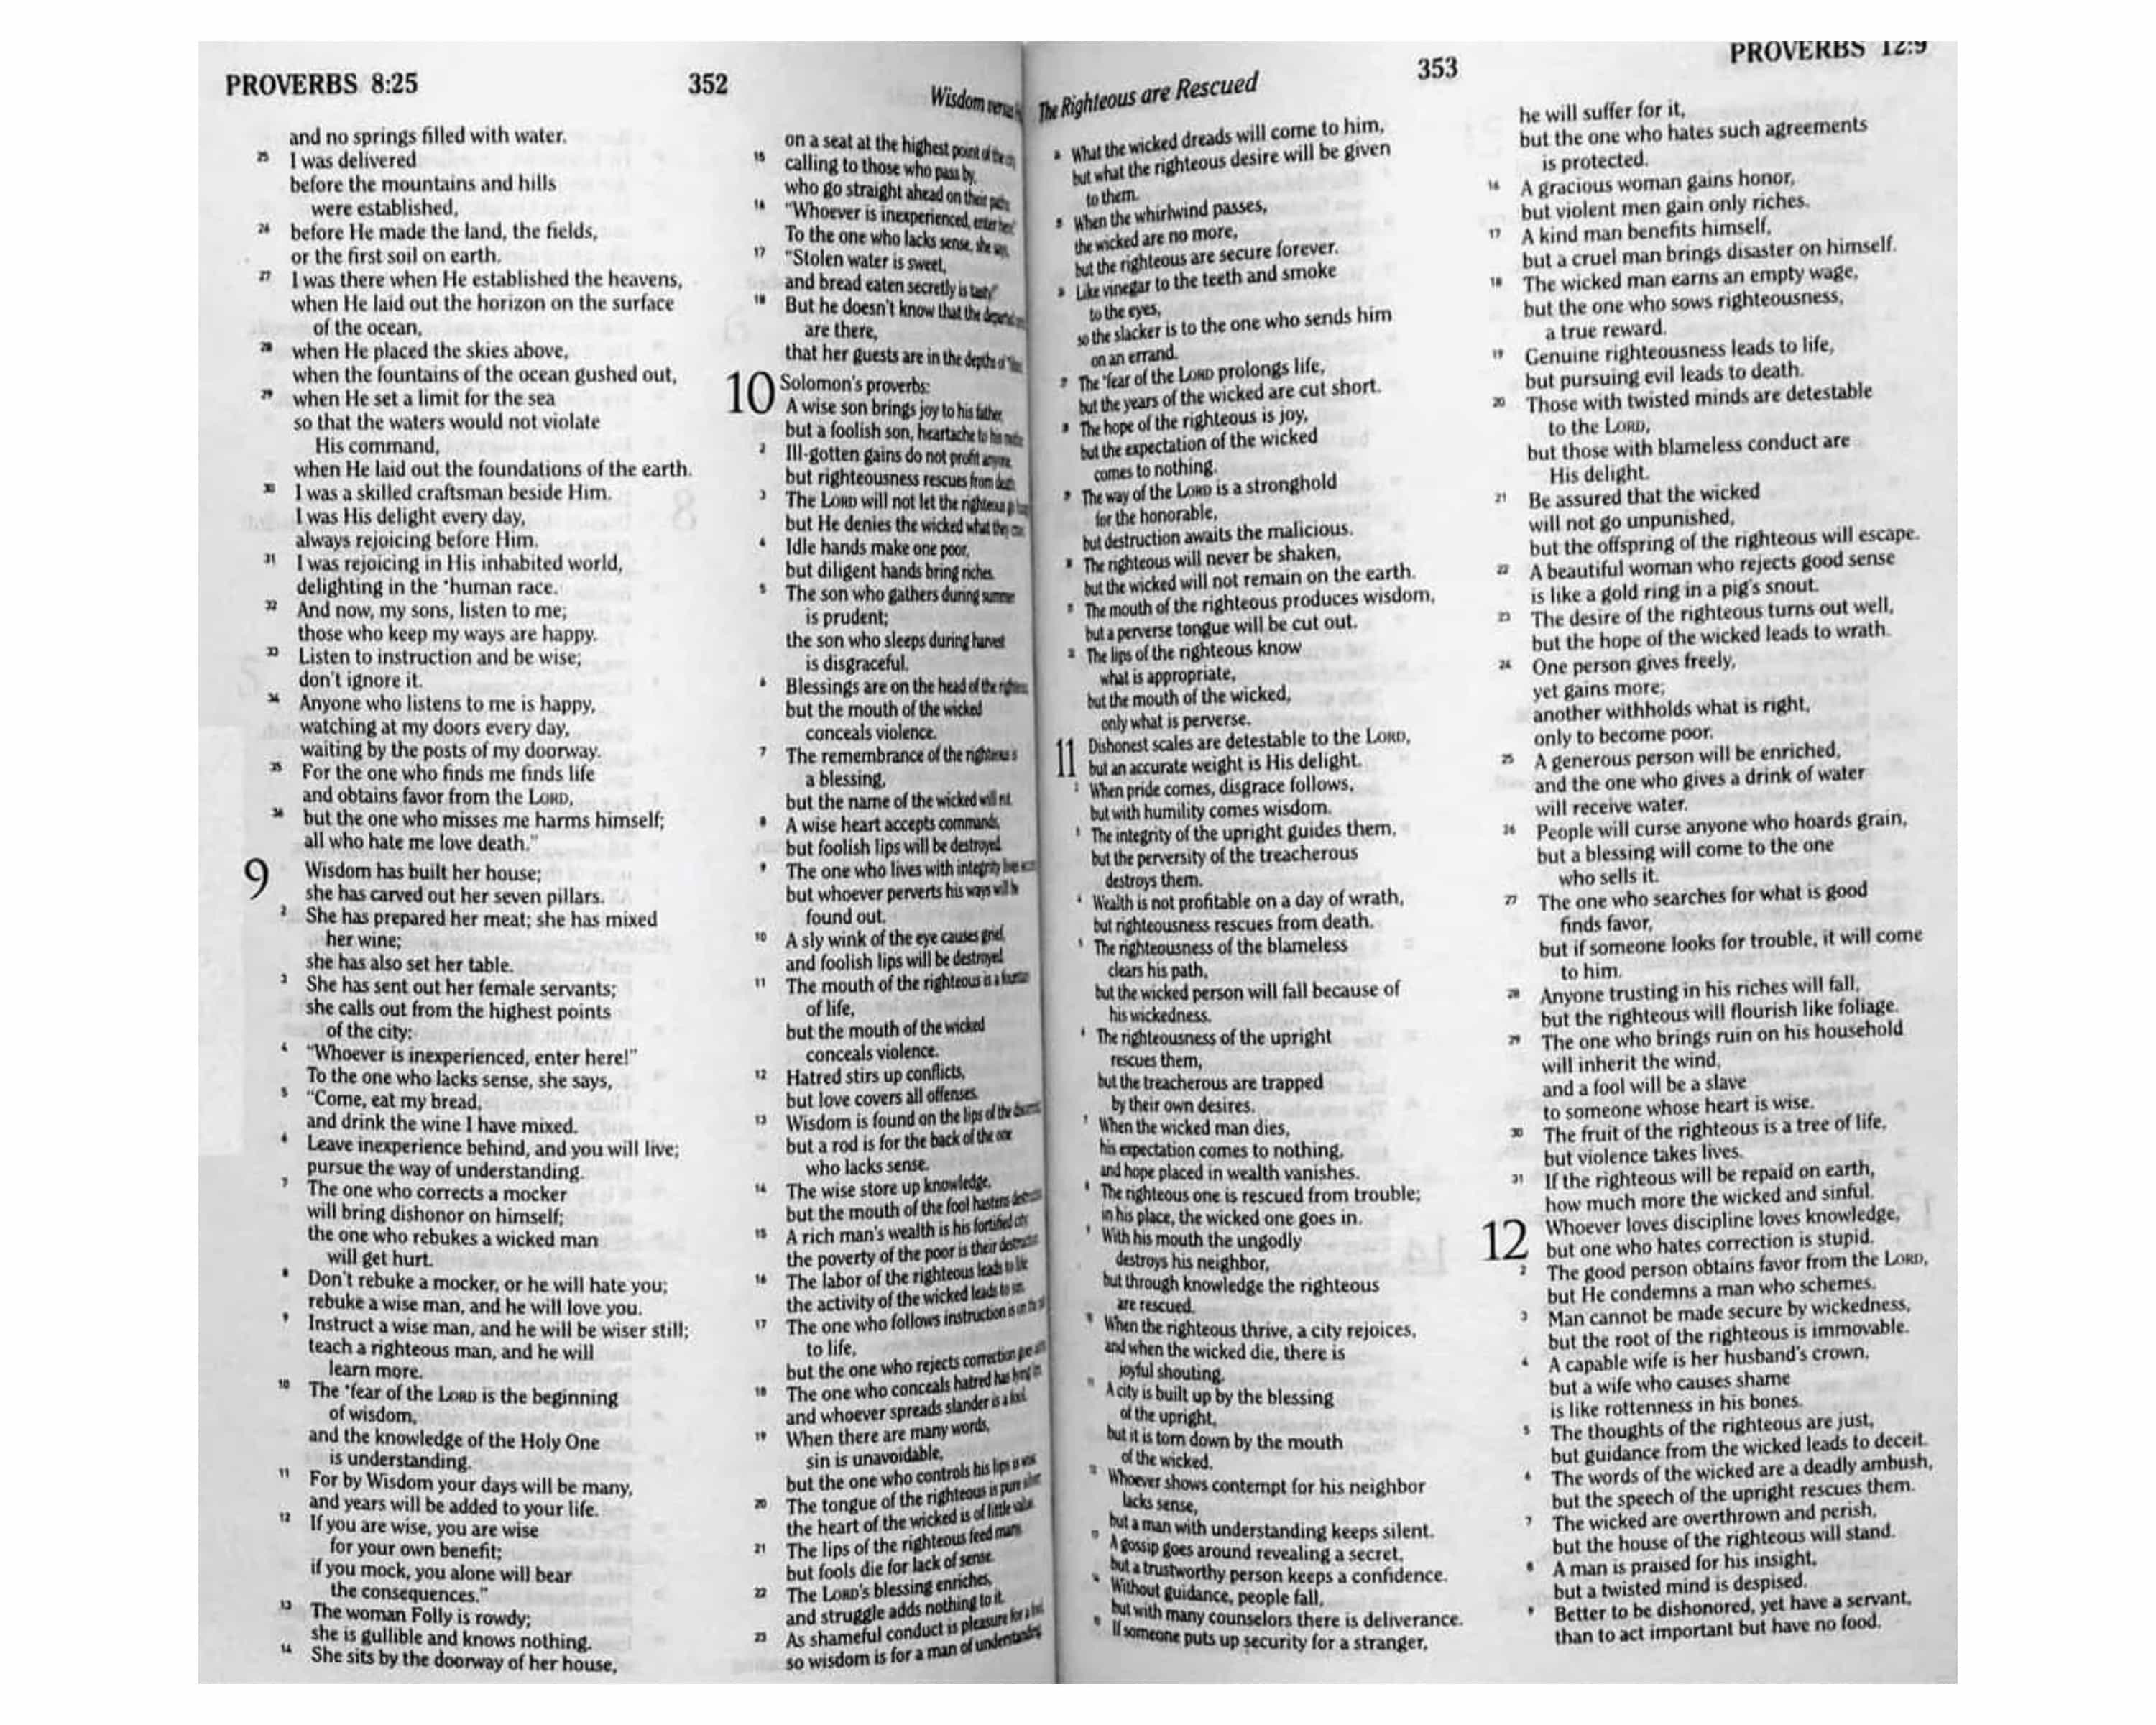 PROVERBS 8:25
352
Wisdom
and no springs filled with water.
25 I was delivered
before the mountains and hills
were established,
26 before He made the land, the fields,
or the first soil on earth.
27 I was there when He established the heavens,
when He laid out the horizon on the surface
of the ocean,
28 when He placed the skies above,
when the fountains of the ocean gushed out,
29 when He set a limit for the sea
so that the waters would not violate
His command,
when He laid out the foundations of the earth.
30 I was a skilled craftsman beside Him.
I was His delight every day,
always rejoicing before Him.
31 I was rejoicing in His inhabited world,
delighting in the *human race.
32 And now, my sons, listen to me;
those who keep my ways are happy.
33 Listen to instruction and be wise;
don't ignore it.
34 Anyone who listens to me is happy,
watching at my doors every day,
waiting by the posts of my doorway.
35 For the one who finds me finds life
and obtains favor from the LORD,
36 but the one who misses me harms himself;
all who hate me love death."
9 Wisdom has built her house;
she has carved out her seven pillars.
2 She has prepared her meat; she has mixed
her wine;
she has also set her table.
3 She has sent out her female servants;
she calls out from the highest points
of the city:
4 "Whoever is inexperienced, enter here!"
To the one who lacks sense, she says,
5 "Come, eat my bread,
and drink the wine I have mixed.
6 Leave inexperience behind, and you will live;
pursue the way of understanding.
7 The one who corrects a mocker
will bring dishonor on himself;
the one who rebukes a wicked man
will get hurt.
8 Don't rebuke a mocker, or he will hate you;
rebuke a wise man, and he will love you.
9 Instruct a wise man, and he will be wiser still;
teach a righteous man, and he will
learn more.
10 The *fear of the LORD is the beginning
of wisdom,
and the knowledge of the Holy One
is understanding.
11 For by Wisdom your days will be many,
and years will be added to your life.
12 If you are wise, you are wise
for your own benefit;
if you mock, you alone will bear
the consequences."
13 The woman Folly is rowdy;
she is gullible and knows nothing.
14 She sits by the doorway of her house,
on a seat at the highest point of the
15 calling to those who pass by,
who go straight ahead on their paths
16 "Whoever is inexperienced, enter here!"
To the one who lacks sense, she says,
17 "Stolen water is sweet,
and bread eaten secretly is tasty!"
18 But he doesn't know that the departed
are there,
that her guests are in the depths of
10 Solomon's proverbs:
A wise son brings joy to his father,
but a foolish son, heartache to his
2 Ill-gotten gains do not profit anyone,
but righteousness rescues from death.
3 The LORD will not let the righteous go
but He denies the wicked what they
4 Idle hands make one poor,
but diligent hands bring riches.
5 The son who gathers during summer
is prudent;
the son who sleeps during harvest
is disgraceful.
6 Blessings are on the head of the righteous
but the mouth of the wicked
conceals violence.
7 The remembrance of the righteous is
a blessing,
but the name of the wicked will rot.
8 A wise heart accepts commands,
but foolish lips will be destroyed.
9 The one who lives with integrity lives
but whoever perverts his ways will be
found out.
10 A sly wink of the eye causes grief,
and foolish lips will be destroyed.
11 The mouth of the righteous is a fountain
of life,
but the mouth of the wicked
conceals violence.
12 Hatred stirs up conflicts,
but love covers all offenses.
13 Wisdom is found on the lips of the
but a rod is for the back of the one
who lacks sense.
14 The wise store up knowledge,
but the mouth of the fool hastens
15 A rich man's wealth is his fortified city;
the poverty of the poor is their
16 The labor of the righteous leads to life;
the activity of the wicked leads to sin.
17 The one who follows instruction is on the
to life,
but the one who rejects correction
18 The one who conceals hatred has
and whoever spreads slander is a fool.
19 When there are many words,
sin is unavoidable,
but the one who controls his lips is wise.
20 The tongue of the righteous is pure silver;
the heart of the wicked is of little value.
21 The lips of the righteous feed many,
but fools die for lack of sense.
22 The LORD's blessing enriches,
and struggle adds nothing to it.
23 As shameful conduct is pleasure for a
so wisdom is for a man of understanding.
The Righteous are Rescued
353
PROVERBS 12:9
What the wicked dreads will come to him,
but what the righteous desire will be given
to them.
When the whirlwind passes,
the wicked are no more,
but the righteous are secure forever.
Like vinegar to the teeth and smoke
to the eyes,
so the slacker is to the one who sends him
on an errand.
The *fear of the LORD prolongs life,
but the years of the wicked are cut short.
The hope of the righteous is joy,
but the expectation of the wicked
comes to nothing.
The way of the LORD is a stronghold
for the honorable,
but destruction awaits the malicious.
The righteous will never be shaken,
but the wicked will not remain on the earth.
The mouth of the righteous produces wisdom,
but a perverse tongue will be cut out.
The lips of the righteous know
what is appropriate,
but the mouth of the wicked,
only what is perverse.
11 Dishonest scales are detestable to the LORD,
but an accurate weight is His delight.
When pride comes, disgrace follows,
but with humility comes wisdom.
The integrity of the upright guides them,
but the perversity of the treacherous
destroys them.
Wealth is not profitable on a day of wrath,
but righteousness rescues from death.
The righteousness of the blameless
clears his path,
but the wicked person will fall because of
his wickedness.
The righteousness of the upright
rescues them,
but the treacherous are trapped
by their own desires.
When the wicked man dies,
his expectation comes to nothing,
and hope placed in wealth vanishes.
The righteous one is rescued from trouble;
in his place, the wicked one goes in.
With his mouth the ungodly
destroys his neighbor,
but through knowledge the righteous
are rescued.
When the righteous thrive, a city rejoices,
and when the wicked die, there is
joyful shouting.
A city is built up by the blessing
of the upright,
but it is torn down by the mouth
of the wicked.
Whoever shows contempt for his neighbor
lacks sense,
but a man with understanding keeps silent.
A gossip goes around revealing a secret,
but a trustworthy person keeps a confidence.
Without guidance, people fall,
but with many counselors there is deliverance.
If someone puts up security for a stranger,
he will suffer for it,
but the one who hates such agreements
is protected.
16 A gracious woman gains honor,
but violent men gain only riches.
17 A kind man benefits himself,
but a cruel man brings disaster on himself.
18 The wicked man earns an empty wage,
but the one who sows righteousness,
a true reward.
19 Genuine righteousness leads to life,
but pursuing evil leads to death.
20 Those with twisted minds are detestable
to the LORD,
but those with blameless conduct are
His delight.
21 Be assured that the wicked
will not go unpunished,
but the offspring of the righteous will escape.
22 A beautiful woman who rejects good sense
is like a gold ring in a pig's snout.
23 The desire of the righteous turns out well,
but the hope of the wicked leads to wrath.
24 One person gives freely,
yet gains more;
another withholds what is right,
only to become poor.
25 A generous person will be enriched,
and the one who gives a drink of water
will receive water.
26 People will curse anyone who hoards grain,
but a blessing will come to the one
who sells it.
27 The one who searches for what is good
finds favor,
but if someone looks for trouble, it will come
to him.
28 Anyone trusting in his riches will fall,
but the righteous will flourish like foliage.
29 The one who brings ruin on his household
will inherit the wind,
and a fool will be a slave
to someone whose heart is wise.
30 The fruit of the righteous is a tree of life,
but violence takes lives.
31 If the righteous will be repaid on earth,
how much more the wicked and sinful.
12 Whoever loves discipline loves knowledge,
but one who hates correction is stupid.
2 The good person obtains favor from the LORD,
but He condemns a man who schemes.
3 Man cannot be made secure by wickedness,
but the root of the righteous is immovable.
4 A capable wife is her husband's crown,
but a wife who causes shame
is like rottenness in his bones.
5 The thoughts of the righteous are just,
but guidance from the wicked leads to deceit.
6 The words of the wicked are a deadly ambush,
but the speech of the upright rescues them.
7 The wicked are overthrown and perish,
but the house of the righteous will stand.
8 A man is praised for his insight,
but a twisted mind is despised.
9 Better to be dishonored, yet have a servant,
than to act important but have no food.